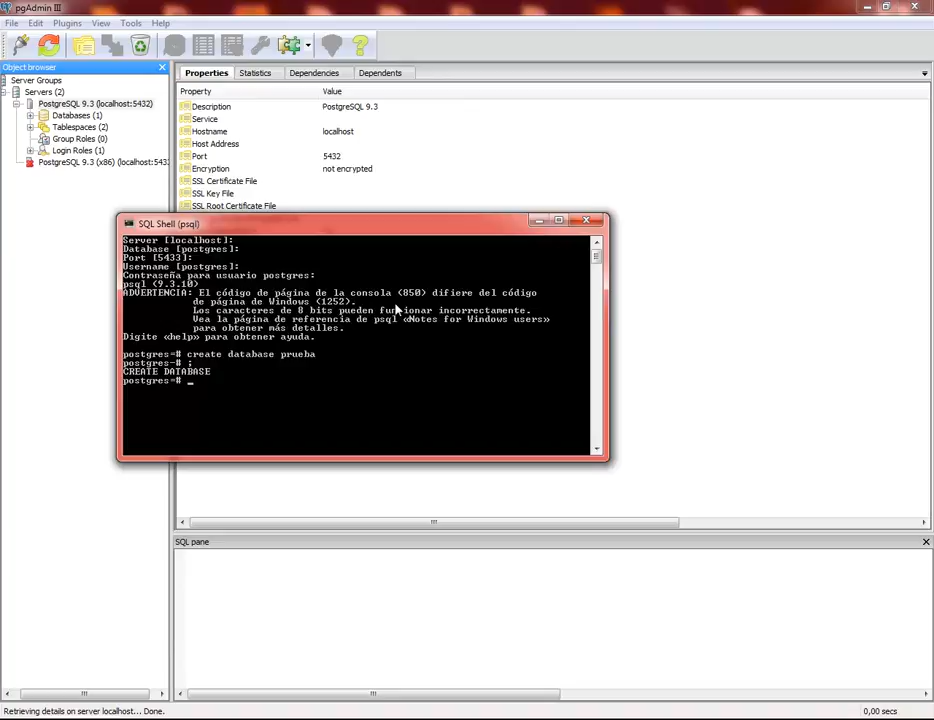 pgAdmin III
File Edit Plugins View Tools Help
Object browser
Server Groups
Servers (2)
PostgreSQL 9.3 (localhost:5432)
Databases (1)
Tablespaces (2)
Group Roles (0)
Login Roles (1)
PostgreSQL 9.3 (x86) (localhost:543
Properties Statistics Dependencies Dependents
Property Value
Description PostgreSQL 9.3
Service
Hostname localhost
Host Address
Port 5432
Encryption not encrypted
SSL Certificate File
SSL Key File
SSL Root Certificate File
SQL Shell (psql)
Server [localhost]:
Database [postgres]:
Port [5433]:
Username [postgres]:
Contraseña para usuario postgres:
psql (9.3.10)
ADVERTENCIA: El código de página de la consola (850) difiere del código
de página de Windows (1252).
Los caracteres de 8 bits pueden funcionar incorrectamente.
Vea la página de referencia de psql «Notes for Windows users»
para obtener más detalles.
Digite «help» para obtener ayuda.
postgres=# create database prueba
postgres-# ;
CREATE DATABASE
postgres=# _
SQL pane
Retrieving details on server localhost... Done. 0,00 secs